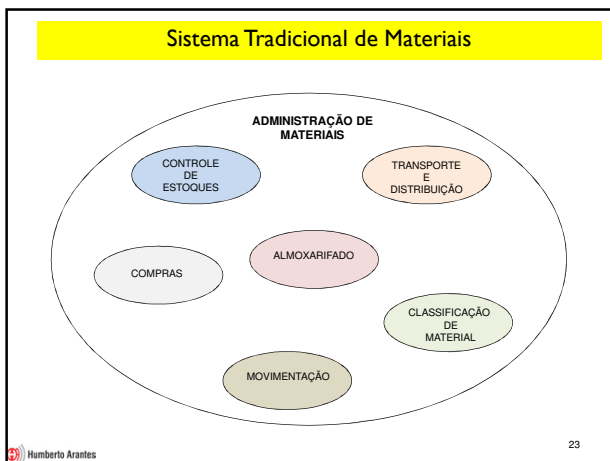 Sistema Tradicional de Materiais
ADMINISTRAÇÃO DE
MATERIAIS
CONTROLE
DE
ESTOQUES
TRANSPORTE
E
DISTRIBUIÇÃO
COMPRAS
ALMOXARIFADO
CLASSIFICAÇÃO
DE
MATERIAL
MOVIMENTAÇÃO
Humberto Arantes
23